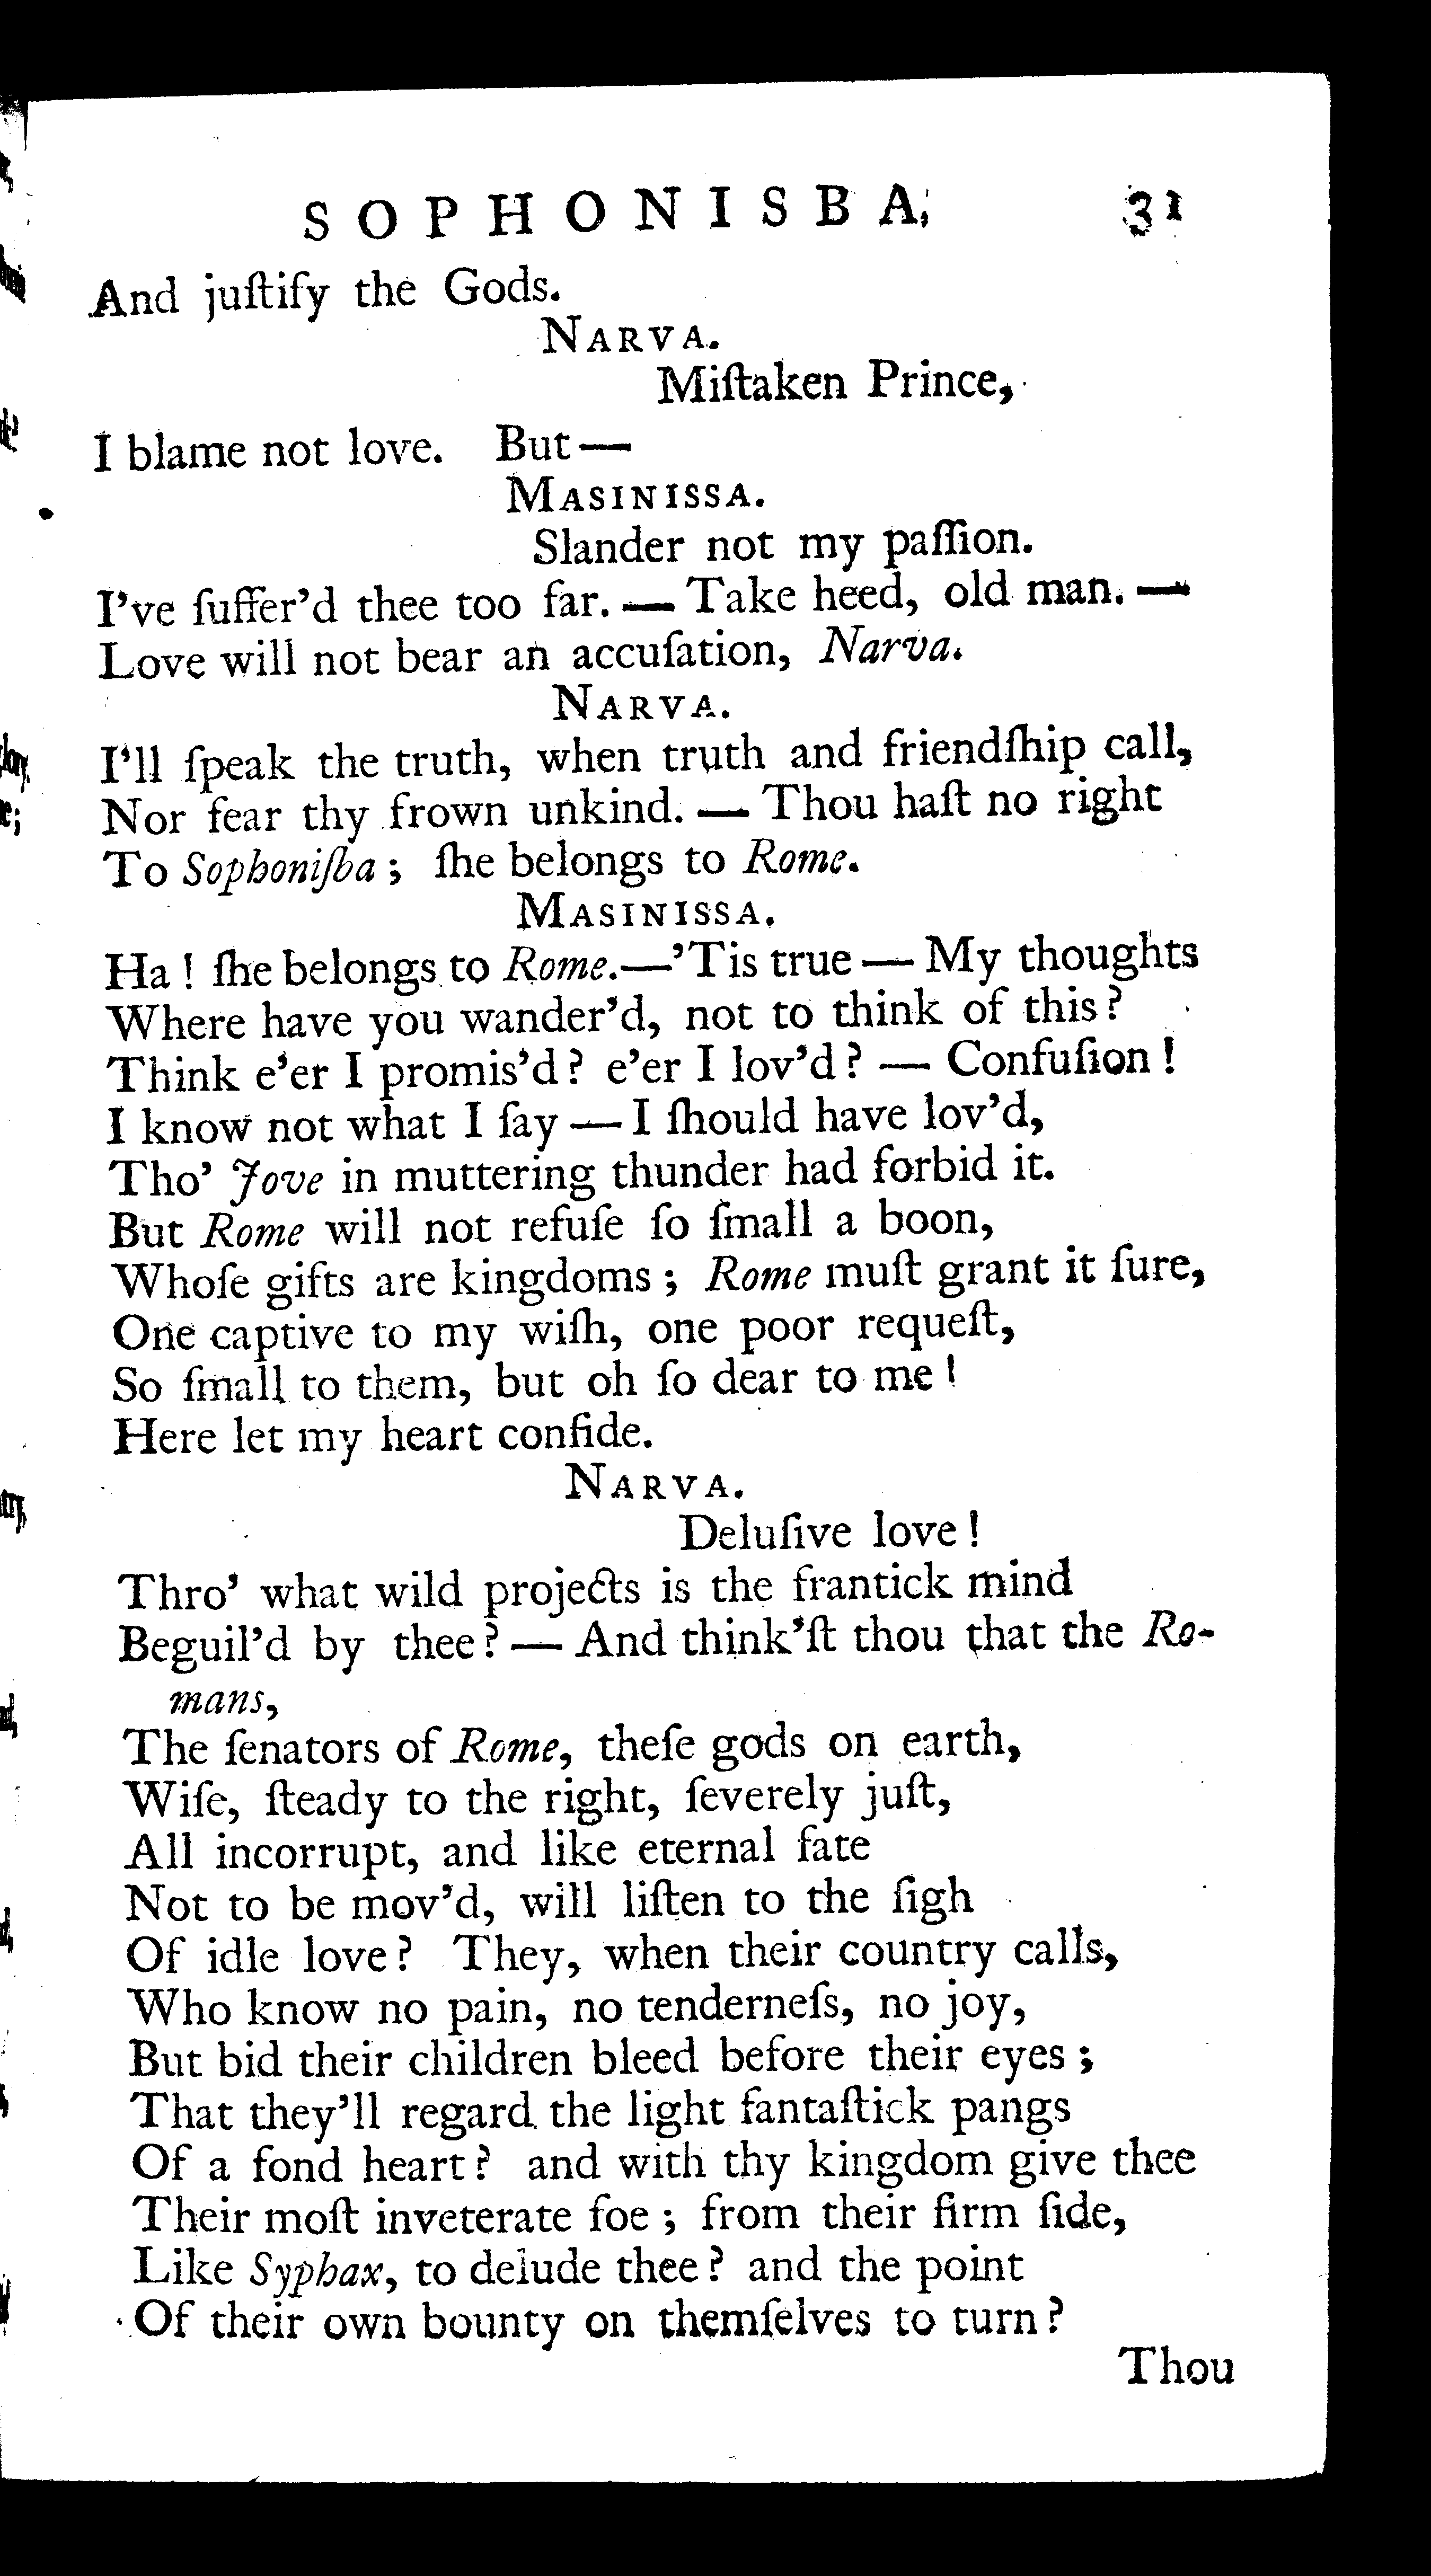 SOPHONISBA. 31
And juſtify the Gods.
NARVA.
Miſtaken Prince,
I blame not love. But —
MASINISSA.
Slander not my paſſion.
I've ſuffer'd thee too far. — Take heed, old man. —
Love will not bear an accuſation, Narva.
NARVA.
I'll ſpeak the truth, when truth and friendſhip call,
Nor fear thy frown unkind. — Thou haſt no right
To Sophoniſba; ſhe belongs to Rome.
MASINISSA.
Ha! ſhe belongs to Rome.—'Tis true — My thoughts
Where have you wander'd, not to think of this?
Think e'er I promis'd? e'er I lov'd? — Confuſion!
I know not what I ſay — I ſhould have lov'd,
Tho' Jove in muttering thunder had forbid it.
But Rome will not refuſe ſo ſmall a boon,
Whoſe gifts are kingdoms; Rome muſt grant it ſure,
One captive to my wiſh, one poor requeſt,
So ſmall to them, but oh ſo dear to me!
Here let my heart confide.
NARVA.
Deluſive love!
Thro' what wild projects is the frantick mind
Beguil'd by thee? — And think'ſt thou that the Ro-
mans,
The ſenators of Rome, theſe gods on earth,
Wiſe, ſteady to the right, ſeverely juſt,
All incorrupt, and like eternal fate
Not to be mov'd, will liſten to the ſigh
Of idle love? They, when their country calls,
Who know no pain, no tenderneſs, no joy,
But bid their children bleed before their eyes;
That they'll regard the light fantaſtick pangs
Of a fond heart? and with thy kingdom give thee
Their moſt inveterate foe; from their firm ſide,
Like Syphax, to delude thee? and the point
Of their own bounty on themſelves to turn?
Thou